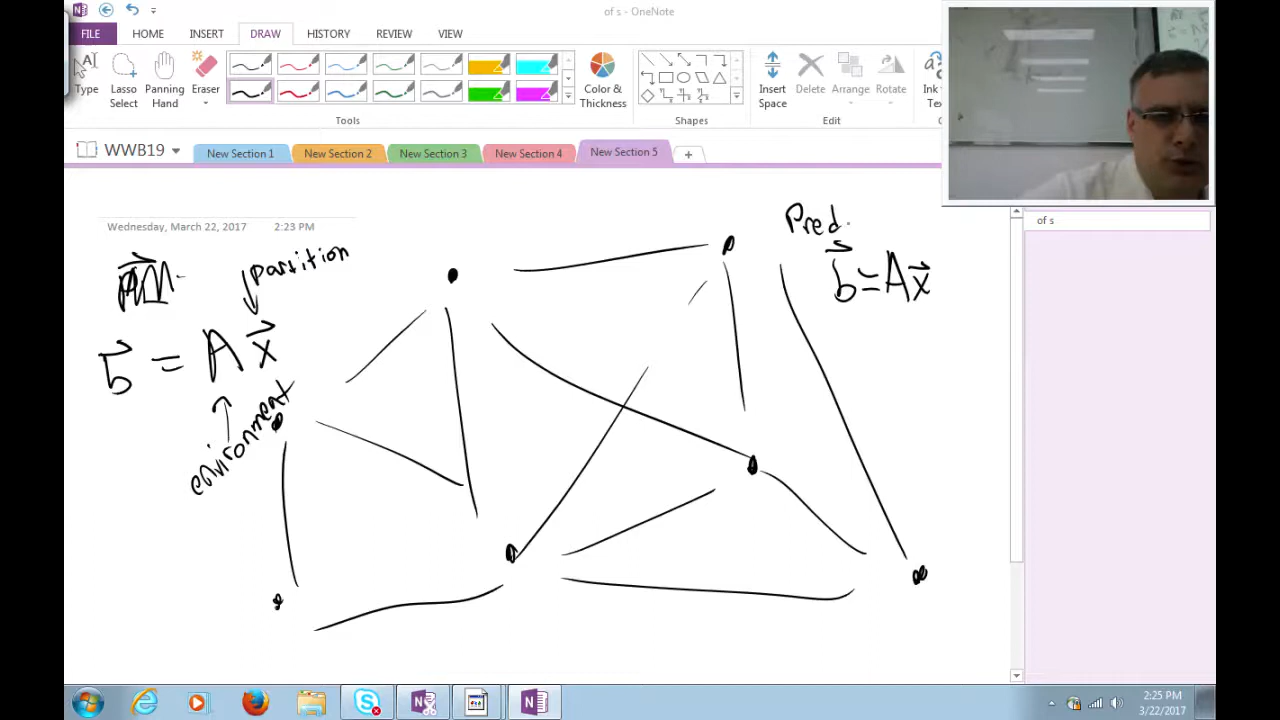 of s - OneNote
FILE HOME INSERT DRAW HISTORY REVIEW VIEW
Type
Lasso Select
Panning Hand
Eraser
Color & Thickness
Insert Space
Delete
Arrange
Rotate
Ink to Tex
Tools
Shapes
Edit
WWB19
New Section 1
New Section 2
New Section 3
New Section 4
New Section 5
of s
Wednesday, March 22, 2017 2:23 PM
Pred.
b = Ax
partition
b = Ax
environment
2:25 PM
3/22/2017